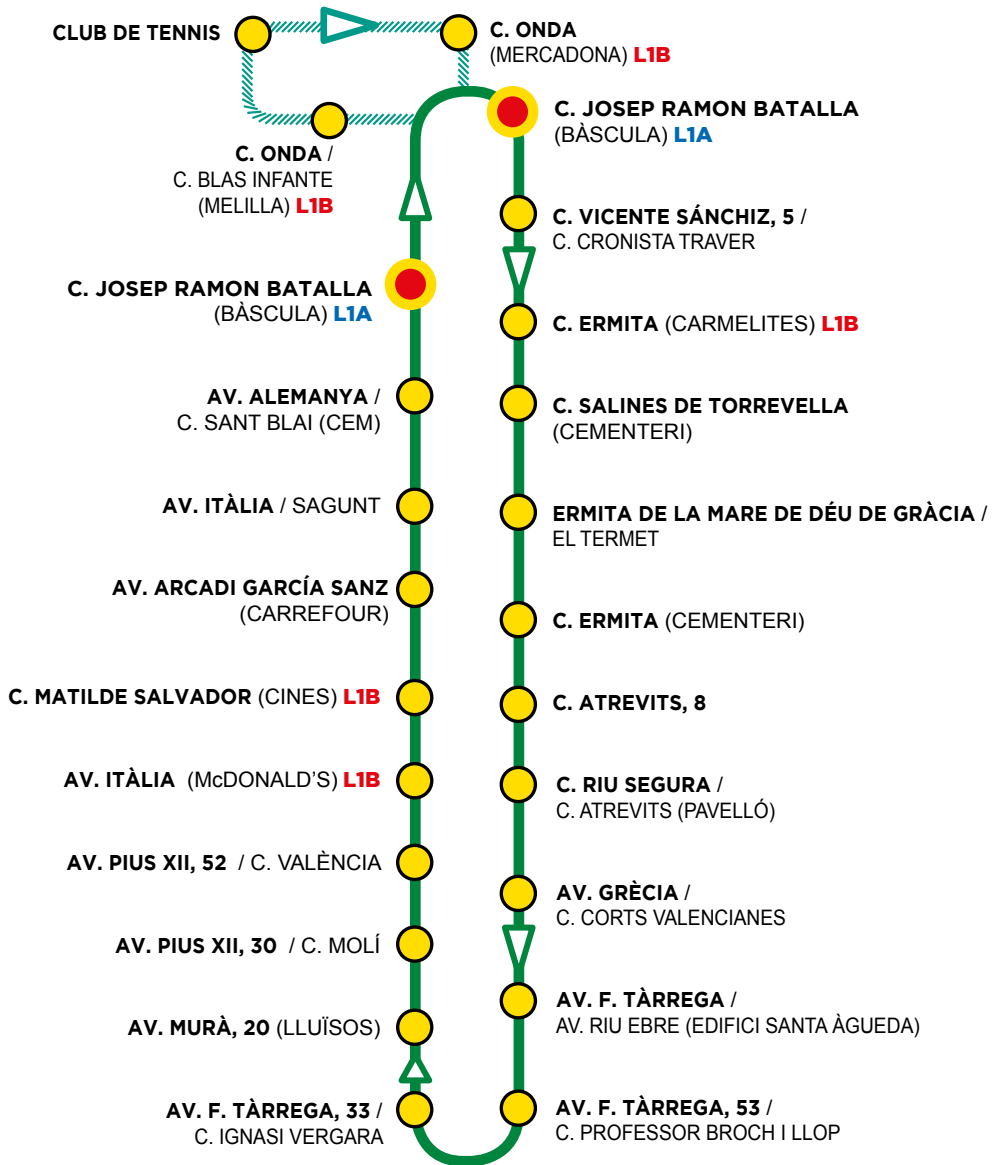 CLUB DE TENNIS
C. ONDA
(MERCADONA) L1B
C. ONDA /
C. BLAS INFANTE
(MELILLA) L1B
C. JOSEP RAMON BATALLA
(BÀSCULA) L1A
C. VICENTE SÁNCHIZ, 5 /
C. CRONISTA TRAVER
C. ERMITA (CARMELITES) L1B
C. SALINES DE TORREVELLA
(CEMENTERI)
ERMITA DE LA MARE DE DÉU DE GRÀCIA /
EL TERMET
C. ERMITA (CEMENTERI)
C. ATREVITS, 8
C. RIU SEGURA /
C. ATREVITS (PAVELLÓ)
AV. GRÈCIA /
C. CORTS VALENCIANES
AV. F. TÀRREGA /
AV. RIU EBRE (EDIFICI SANTA ÀGUEDA)
AV. F. TÀRREGA, 53 /
C. PROFESSOR BROCH I LLOP
C. JOSEP RAMON BATALLA
(BÀSCULA) L1A
AV. ALEMANYA /
C. SANT BLAI (CEM)
AV. ITÀLIA / SAGUNT
AV. ARCADI GARCÍA SANZ
(CARREFOUR)
C. MATILDE SALVADOR (CINES) L1B
AV. ITÀLIA (McDONALD'S) L1B
AV. PIUS XII, 52 / C. VALÈNCIA
AV. PIUS XII, 30 / C. MOLÍ
AV. MURÀ, 20 (LLUÏSOS)
AV. F. TÀRREGA, 33 /
C. IGNASI VERGARA